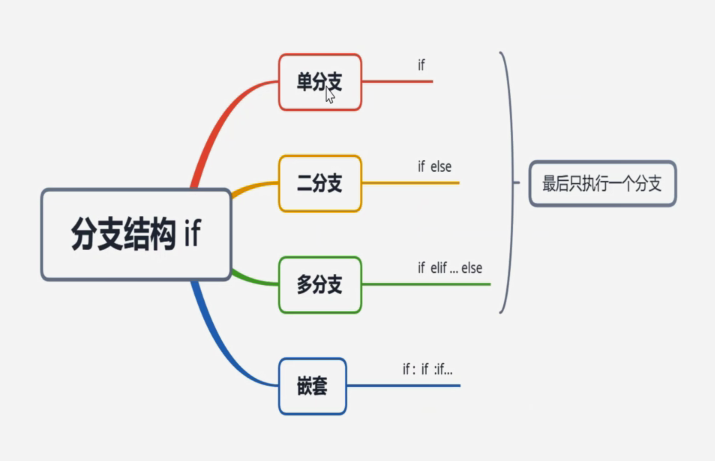 分支结构 if
单分支
if
二分支
if else
多分支
if elif ... else
嵌套
if : if :if...
最后只执行一个分支